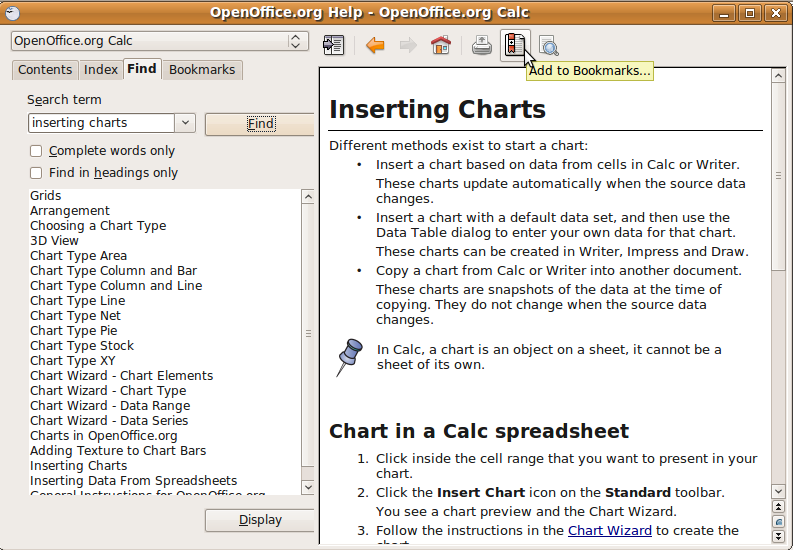 OpenOffice.org Help - OpenOffice.org Calc
OpenOffice.org Calc
Contents Index Find Bookmarks
Search term
inserting charts
Find
Complete words only
Find in headings only
Grids
Arrangement
Choosing a Chart Type
3D View
Chart Type Area
Chart Type Column and Bar
Chart Type Column and Line
Chart Type Line
Chart Type Net
Chart Type Pie
Chart Type Stock
Chart Type XY
Chart Wizard - Chart Elements
Chart Wizard - Chart Type
Chart Wizard - Data Range
Chart Wizard - Data Series
Charts in OpenOffice.org
Adding Texture to Chart Bars
Inserting Charts
Inserting Data From Spreadsheets
General Instructions for OpenOffice.org
Display
Add to Bookmarks...
Inserting Charts
Different methods exist to start a chart:
• Insert a chart based on data from cells in Calc or Writer.
These charts update automatically when the source data
changes.
• Insert a chart with a default data set, and then use the
Data Table dialog to enter your own data for that chart.
These charts can be created in Writer, Impress and Draw.
• Copy a chart from Calc or Writer into another document.
These charts are snapshots of the data at the time of
copying. They do not change when the source data
changes.
In Calc, a chart is an object on a sheet, it cannot be a
sheet of its own.
Chart in a Calc spreadsheet
1. Click inside the cell range that you want to present in your
chart.
2. Click the Insert Chart icon on the Standard toolbar.
You see a chart preview and the Chart Wizard.
3. Follow the instructions in the Chart Wizard to create the
chart.